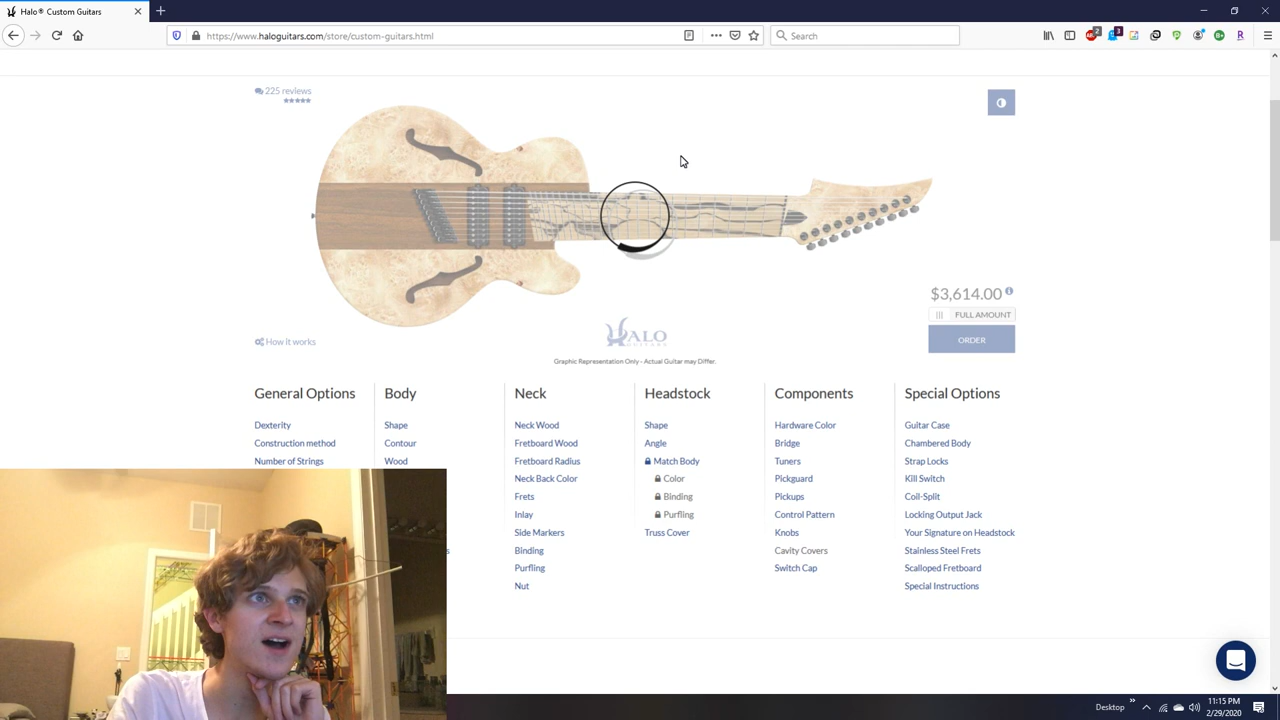 Halo® Custom Guitars
https://www.haloguitars.com/store/custom-guitars.html
Search
2
3
225 reviews
$3,614.00
FULL AMOUNT
ORDER
How it works
HALO
GUITARS
Graphic Representation Only - Actual Guitar may Differ.
General Options
Dexterity
Construction method
Number of Strings
Body
Shape
Contour
Wood
Neck
Neck Wood
Fretboard Wood
Fretboard Radius
Neck Back Color
Frets
Inlay
Side Markers
Binding
Purfling
Nut
Headstock
Shape
Angle
Match Body
Color
Binding
Purfling
Truss Cover
Components
Hardware Color
Bridge
Tuners
Pickguard
Pickups
Control Pattern
Knobs
Cavity Covers
Switch Cap
Special Options
Guitar Case
Chambered Body
Strap Locks
Kill Switch
Coil-Split
Locking Output Jack
Your Signature on Headstock
Stainless Steel Frets
Scalloped Fretboard
Special Instructions
Desktop
11:15 PM
2/29/2020